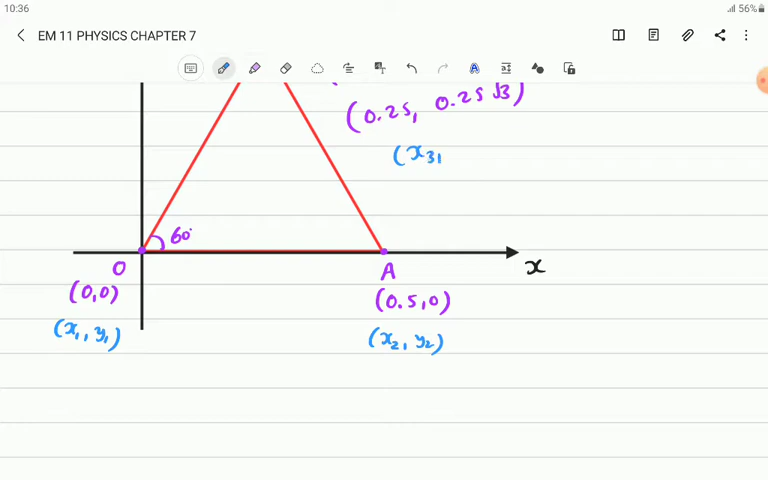 10:36
56%
EM 11 PHYSICS CHAPTER 7
(0.25, 0.25 √3)
(x₃,
60°
O
A
x
(0,0)
(0.5,0)
(x₁, y₁)
(x₂, y₂)